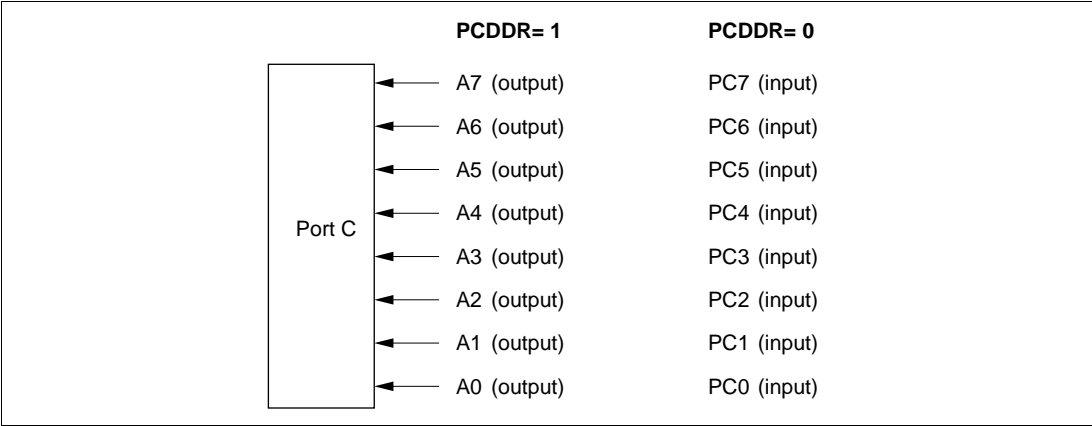 PCDDR= 1 PCDDR= 0
A7 (output) PC7 (input)
A6 (output) PC6 (input)
A5 (output) PC5 (input)
A4 (output) PC4 (input)
Port C
A3 (output) PC3 (input)
A2 (output) PC2 (input)
A1 (output) PC1 (input)
A0 (output) PC0 (input)